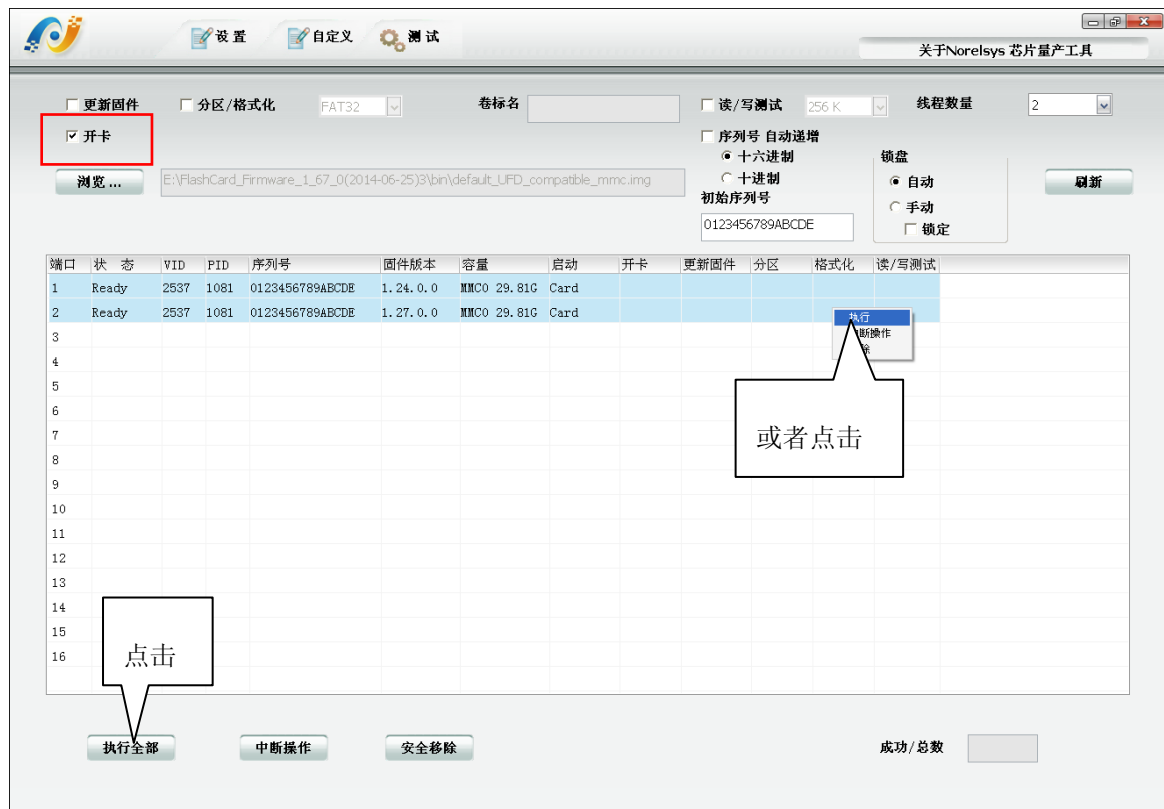 设 置 自定义 测 试
关于Norelsys 芯片量产工具
更新固件 分区/格式化 FAT32 卷标名 读/写测试 256 K 线程数量 2
开卡 序列号 自动递增
十六进制 锁盘
浏览 ... E:\FlashCard_Firmware_1_67_0(2014-06-25)3\bin\default_UFD_compatible_mmc.img 十进制 自动 刷新
初始序列号 手动
0123456789ABCDE 锁定
端口 状 态 VID PID 序列号 固件版本 容量 启动 开卡 更新固件 分区 格式化 读/写测试
1 Ready 2537 1081 0123456789ABCDE 1.24.0.0 MMC0 29.81G Card
2 Ready 2537 1081 0123456789ABCDE 1.27.0.0 MMC0 29.81G Card
执行
3 断操作
4 除
5
6
7 或者点击
8
9
10
11
12
13
14
15
16 点击
执行全部 中断操作 安全移除 成功/总数